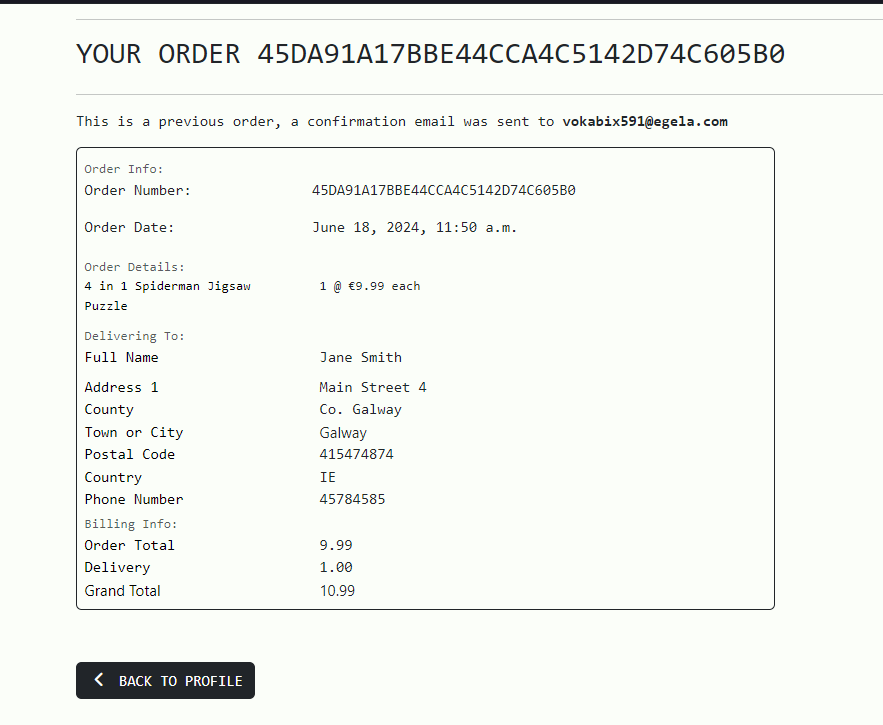 YOUR ORDER 45DA91A17BBE44CCA4C5142D74C605B0
This is a previous order, a confirmation email was sent to vokabix591@egela.com
Order Info:
Order Number: 45DA91A17BBE44CCA4C5142D74C605B0
Order Date: June 18, 2024, 11:50 a.m.
Order Details:
4 in 1 Spiderman Jigsaw 1 @ €9.99 each
Puzzle
Delivering To:
Full Name Jane Smith
Address 1 Main Street 4
County Co. Galway
Town or City Galway
Postal Code 415474874
Country IE
Phone Number 45784585
Billing Info:
Order Total 9.99
Delivery 1.00
Grand Total 10.99
BACK TO PROFILE